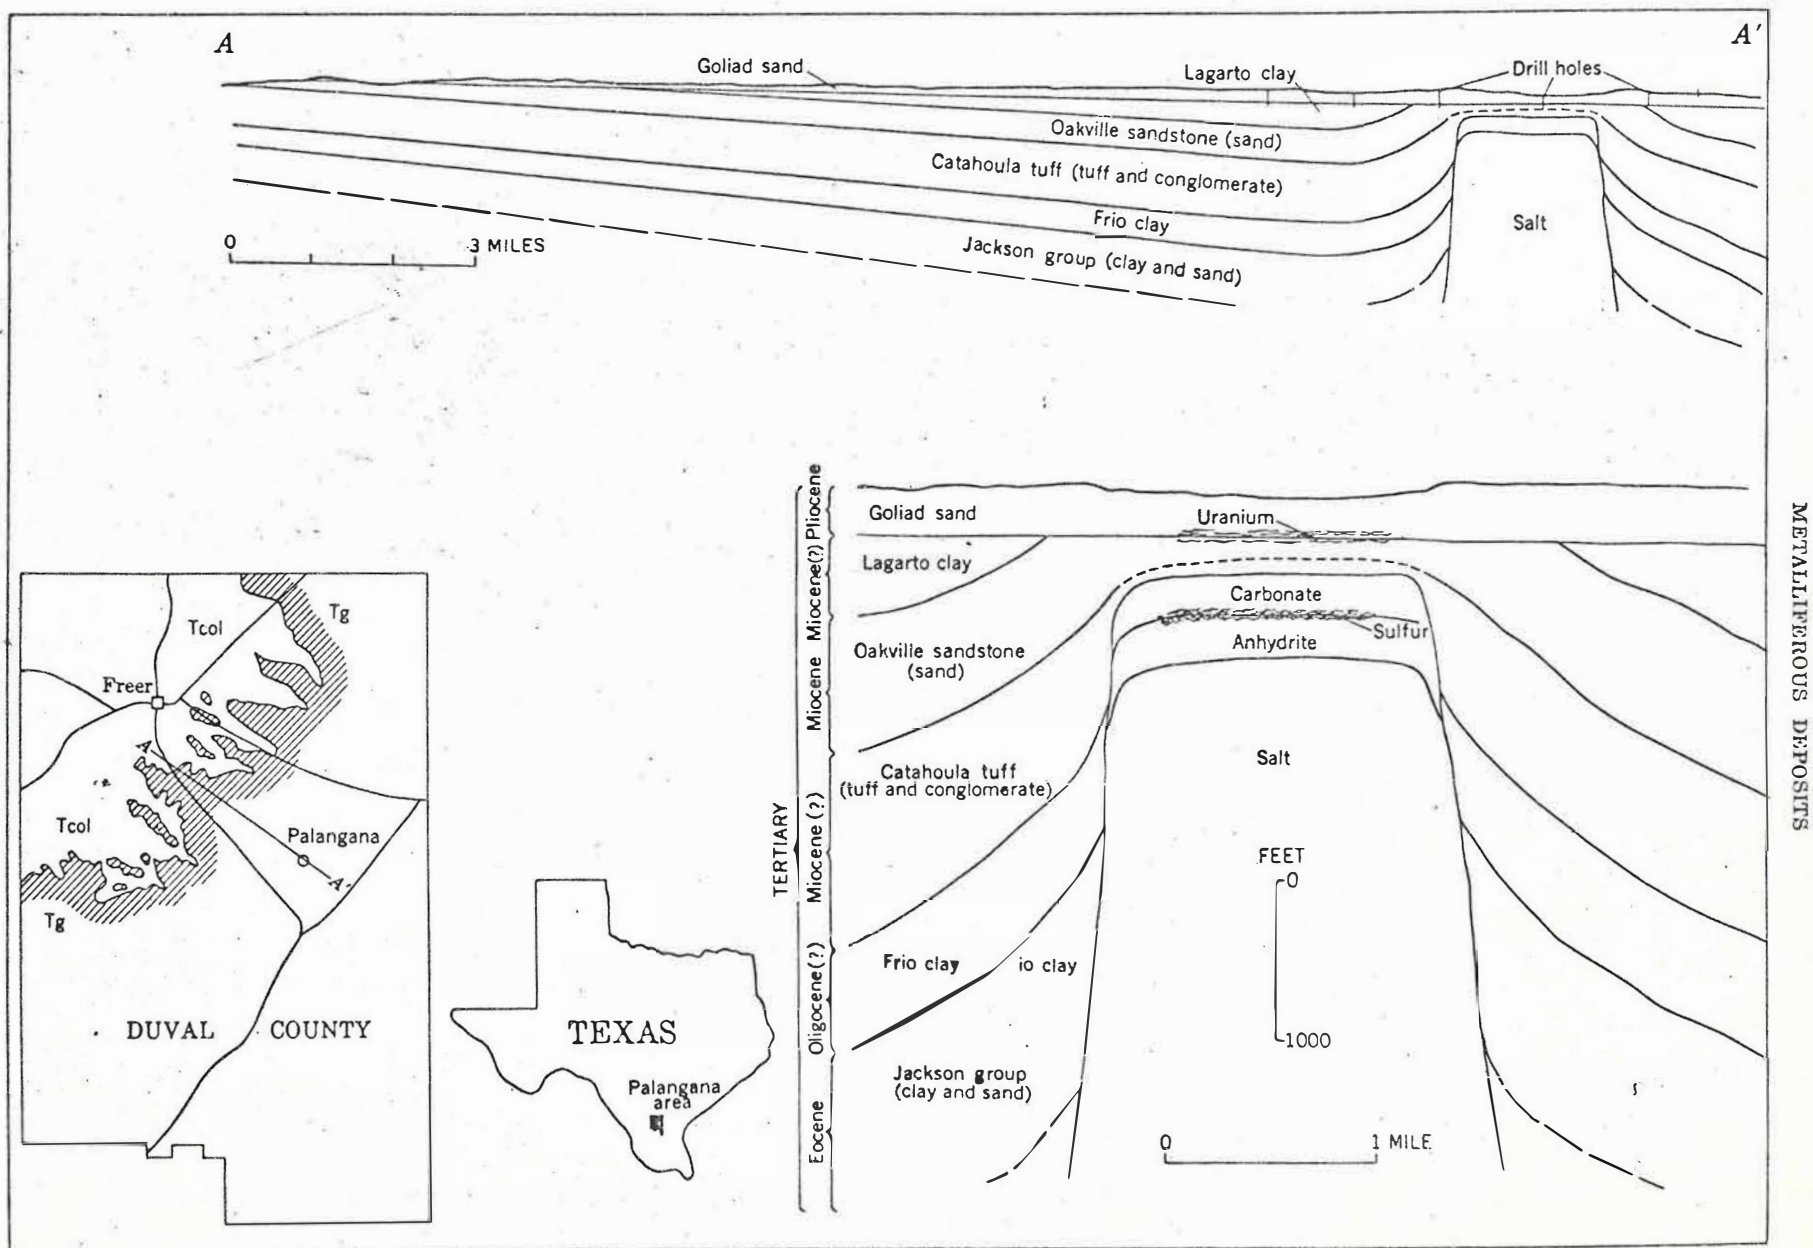 A
A'
Goliad sand
Lagarto clay
Drill holes
Oakville sandstone (sand)
Catahoula tuff (tuff and conglomerate)
Frio clay
Jackson group (clay and sand)
Salt
0
3 MILES
METALLIFEROUS DEPOSITS
TERTIARY
Pliocene
Miocene(?)
Miocene
Miocene (?)
Oligocene(?)
Eocene
Goliad sand
Uranium
Lagarto clay
Carbonate
Sulfur
Anhydrite
Oakville sandstone
(sand)
Salt
Catahoula tuff
(tuff and conglomerate)
FEET
0
1000
Frio clay
io clay
Jackson group
(clay and sand)
0
1 MILE
Tcol
Tg
Freer
A
Tcol
Palangana
A'
Tg
DUVAL COUNTY
TEXAS
Palangana
area